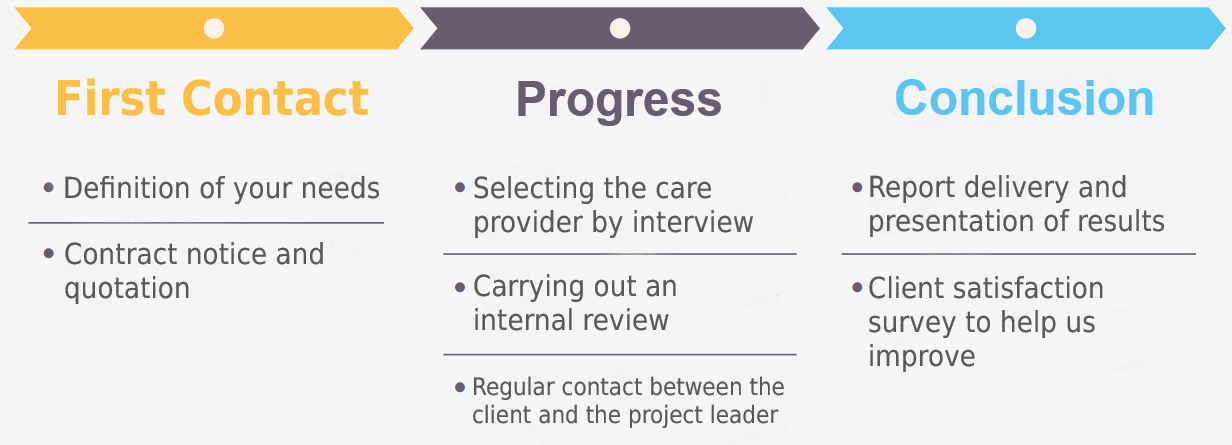 First Contact
• Definition of your needs
• Contract notice and
quotation
Progress
• Selecting the care
provider by interview
• Carrying out an
internal review
• Regular contact between the
client and the project leader
Conclusion
• Report delivery and
presentation of results
• Client satisfaction
survey to help us
improve